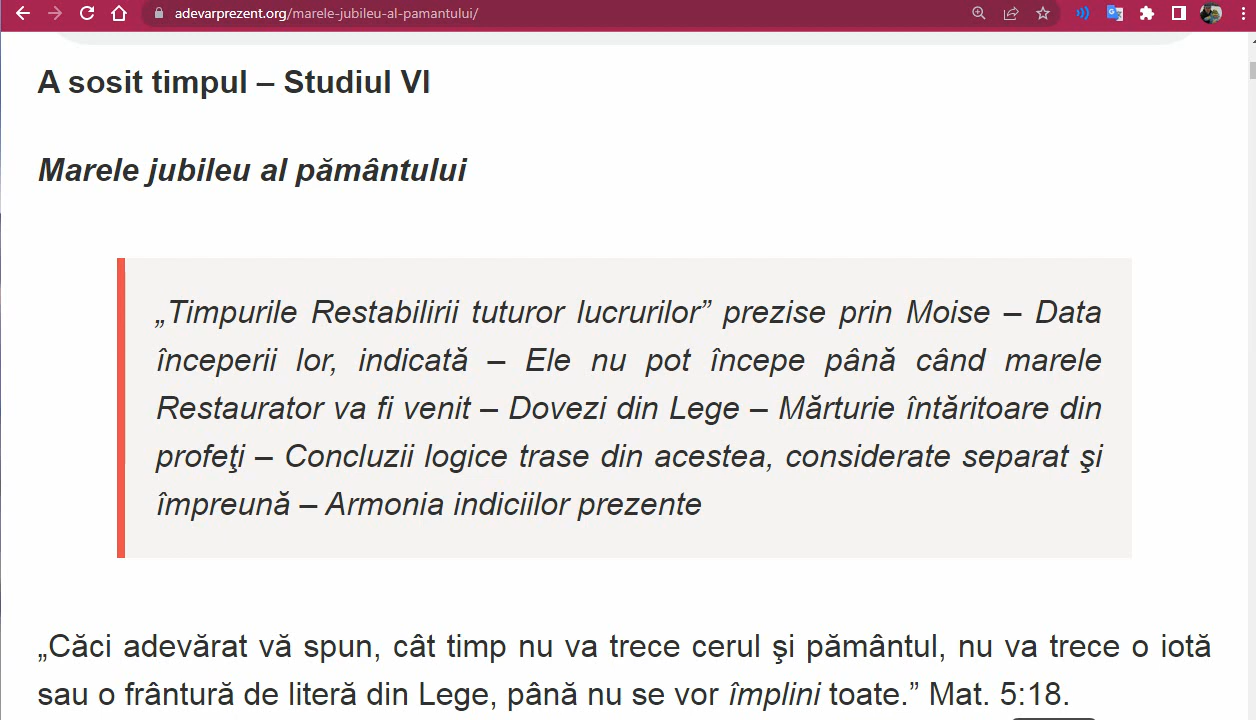 adevarprezent.org/marele-jubileu-al-pamantului/
A sosit timpul – Studiul VI
Marele jubileu al pământului
„Timpurile Restabilirii tuturor lucrurilor” prezise prin Moise – Data
începerii lor, indicată – Ele nu pot începe până când marele
Restaurator va fi venit – Dovezi din Lege – Mărturie întăritoare din
profeţi – Concluzii logice trase din acestea, considerate separat şi
împreună – Armonia indiciilor prezente
„Căci adevărat vă spun, cât timp nu va trece cerul şi pământul, nu va trece o iotă
sau o frântură de literă din Lege, până nu se vor împlini toate.” Mat. 5:18.